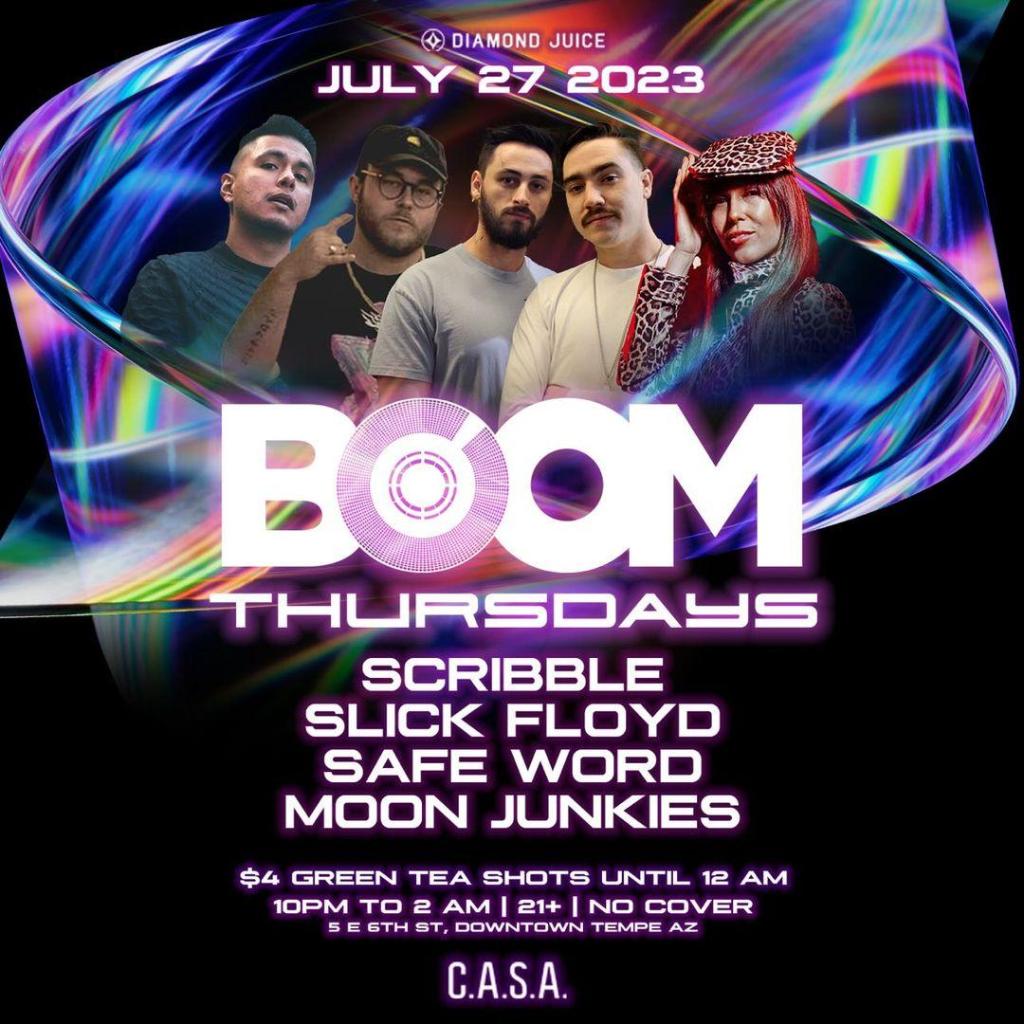 DIAMOND JUICE
JULY 27 2023
BOOM
THURSDAYS
SCRIBBLE
SLICK FLOYD
SAFE WORD
MOON JUNKIES
$4 GREEN TEA SHOTS UNTIL 12 AM
10PM TO 2 AM | 21+ | NO COVER
5 E 6TH ST, DOWNTOWN TEMPE AZ
C.A.S.A.